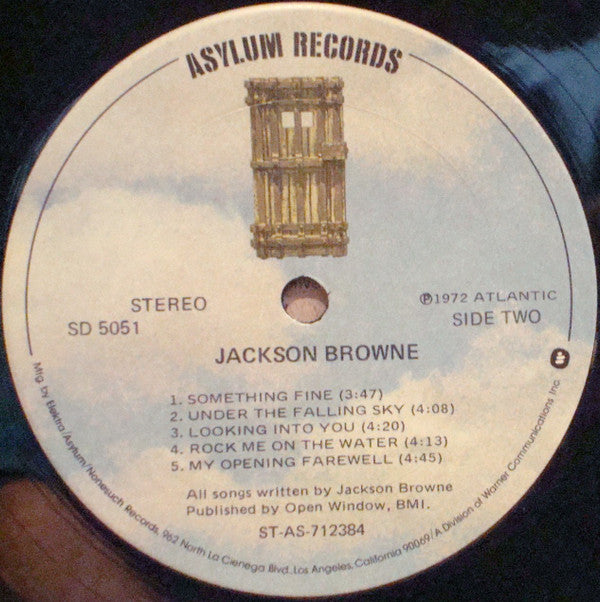 ASYLUM RECORDS
STEREO
SD 5051
℗1972 ATLANTIC
SIDE TWO
JACKSON BROWNE
1. SOMETHING FINE (3:47)
2. UNDER THE FALLING SKY (4:08)
3. LOOKING INTO YOU (4:20)
4. ROCK ME ON THE WATER (4:13)
5. MY OPENING FAREWELL (4:45)
All songs written by Jackson Browne
Published by Open Window, BMI.
ST-AS-712384
Mfg. by Elektra/Asylum/Nonesuch Records, 962 North La Cienega Blvd., Los Angeles, California 90069/A Division of Warner Communications Inc.